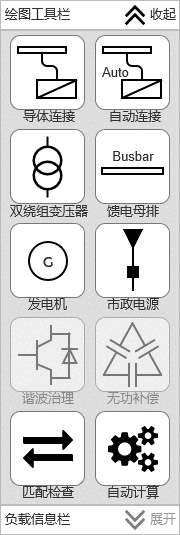 绘图工具栏 收起
Auto
导体连接 自动连接
Busbar
双绕组变压器 馈电母排
G
发电机 市政电源
谐波治理 无功补偿
匹配检查 自动计算
负载信息栏 展开